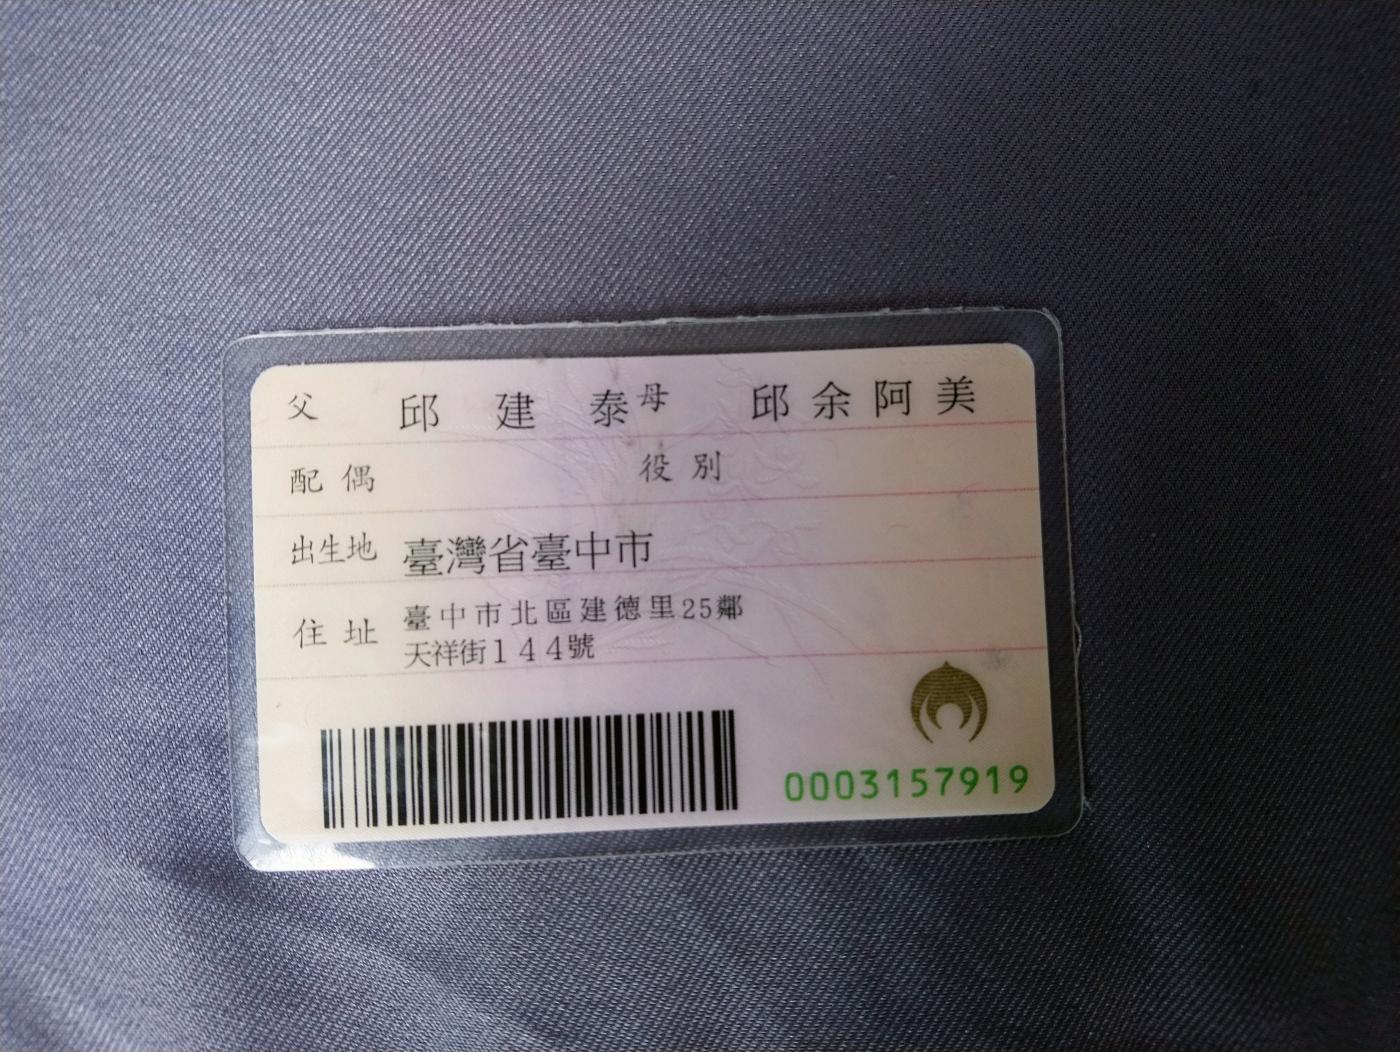 父 邱建泰 母 邱余阿美
配偶 役別
出生地 臺灣省臺中市
住址 臺中市北區建德里25鄰
天祥街144號
0003157919